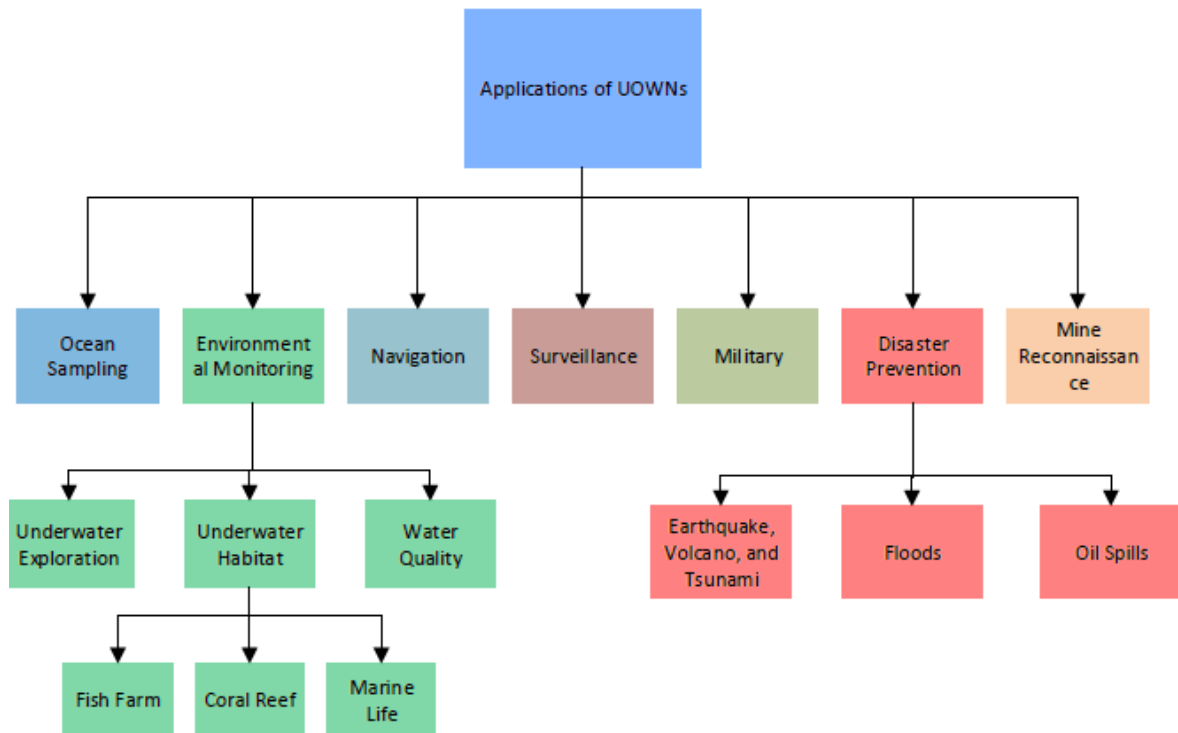 Applications of UOWNs
Ocean
Sampling
Environment
al Monitoring
Navigation
Surveillance
Military
Disaster
Prevention
Mine
Reconnaissan
ce
Underwater
Exploration
Underwater
Habitat
Water
Quality
Earthquake,
Volcano, and
Tsunami
Floods
Oil Spills
Fish Farm
Coral Reef
Marine
Life